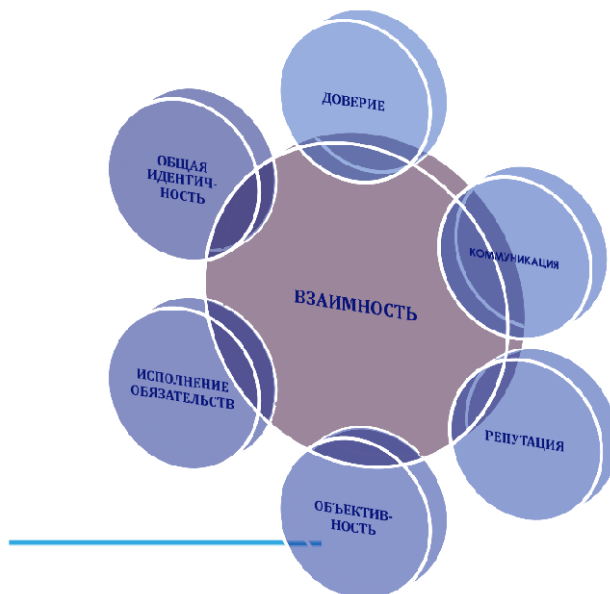 ДОВЕРИЕ
ОБЩАЯ
ИДЕНТИЧ-
НОСТЬ
КОММУНИКАЦИЯ
ВЗАИМНОСТЬ
ИСПОЛНЕНИЕ
ОБЯЗАТЕЛЬСТВ
РЕПУТАЦИЯ
ОБЪЕКТИВ-
НОСТЬ